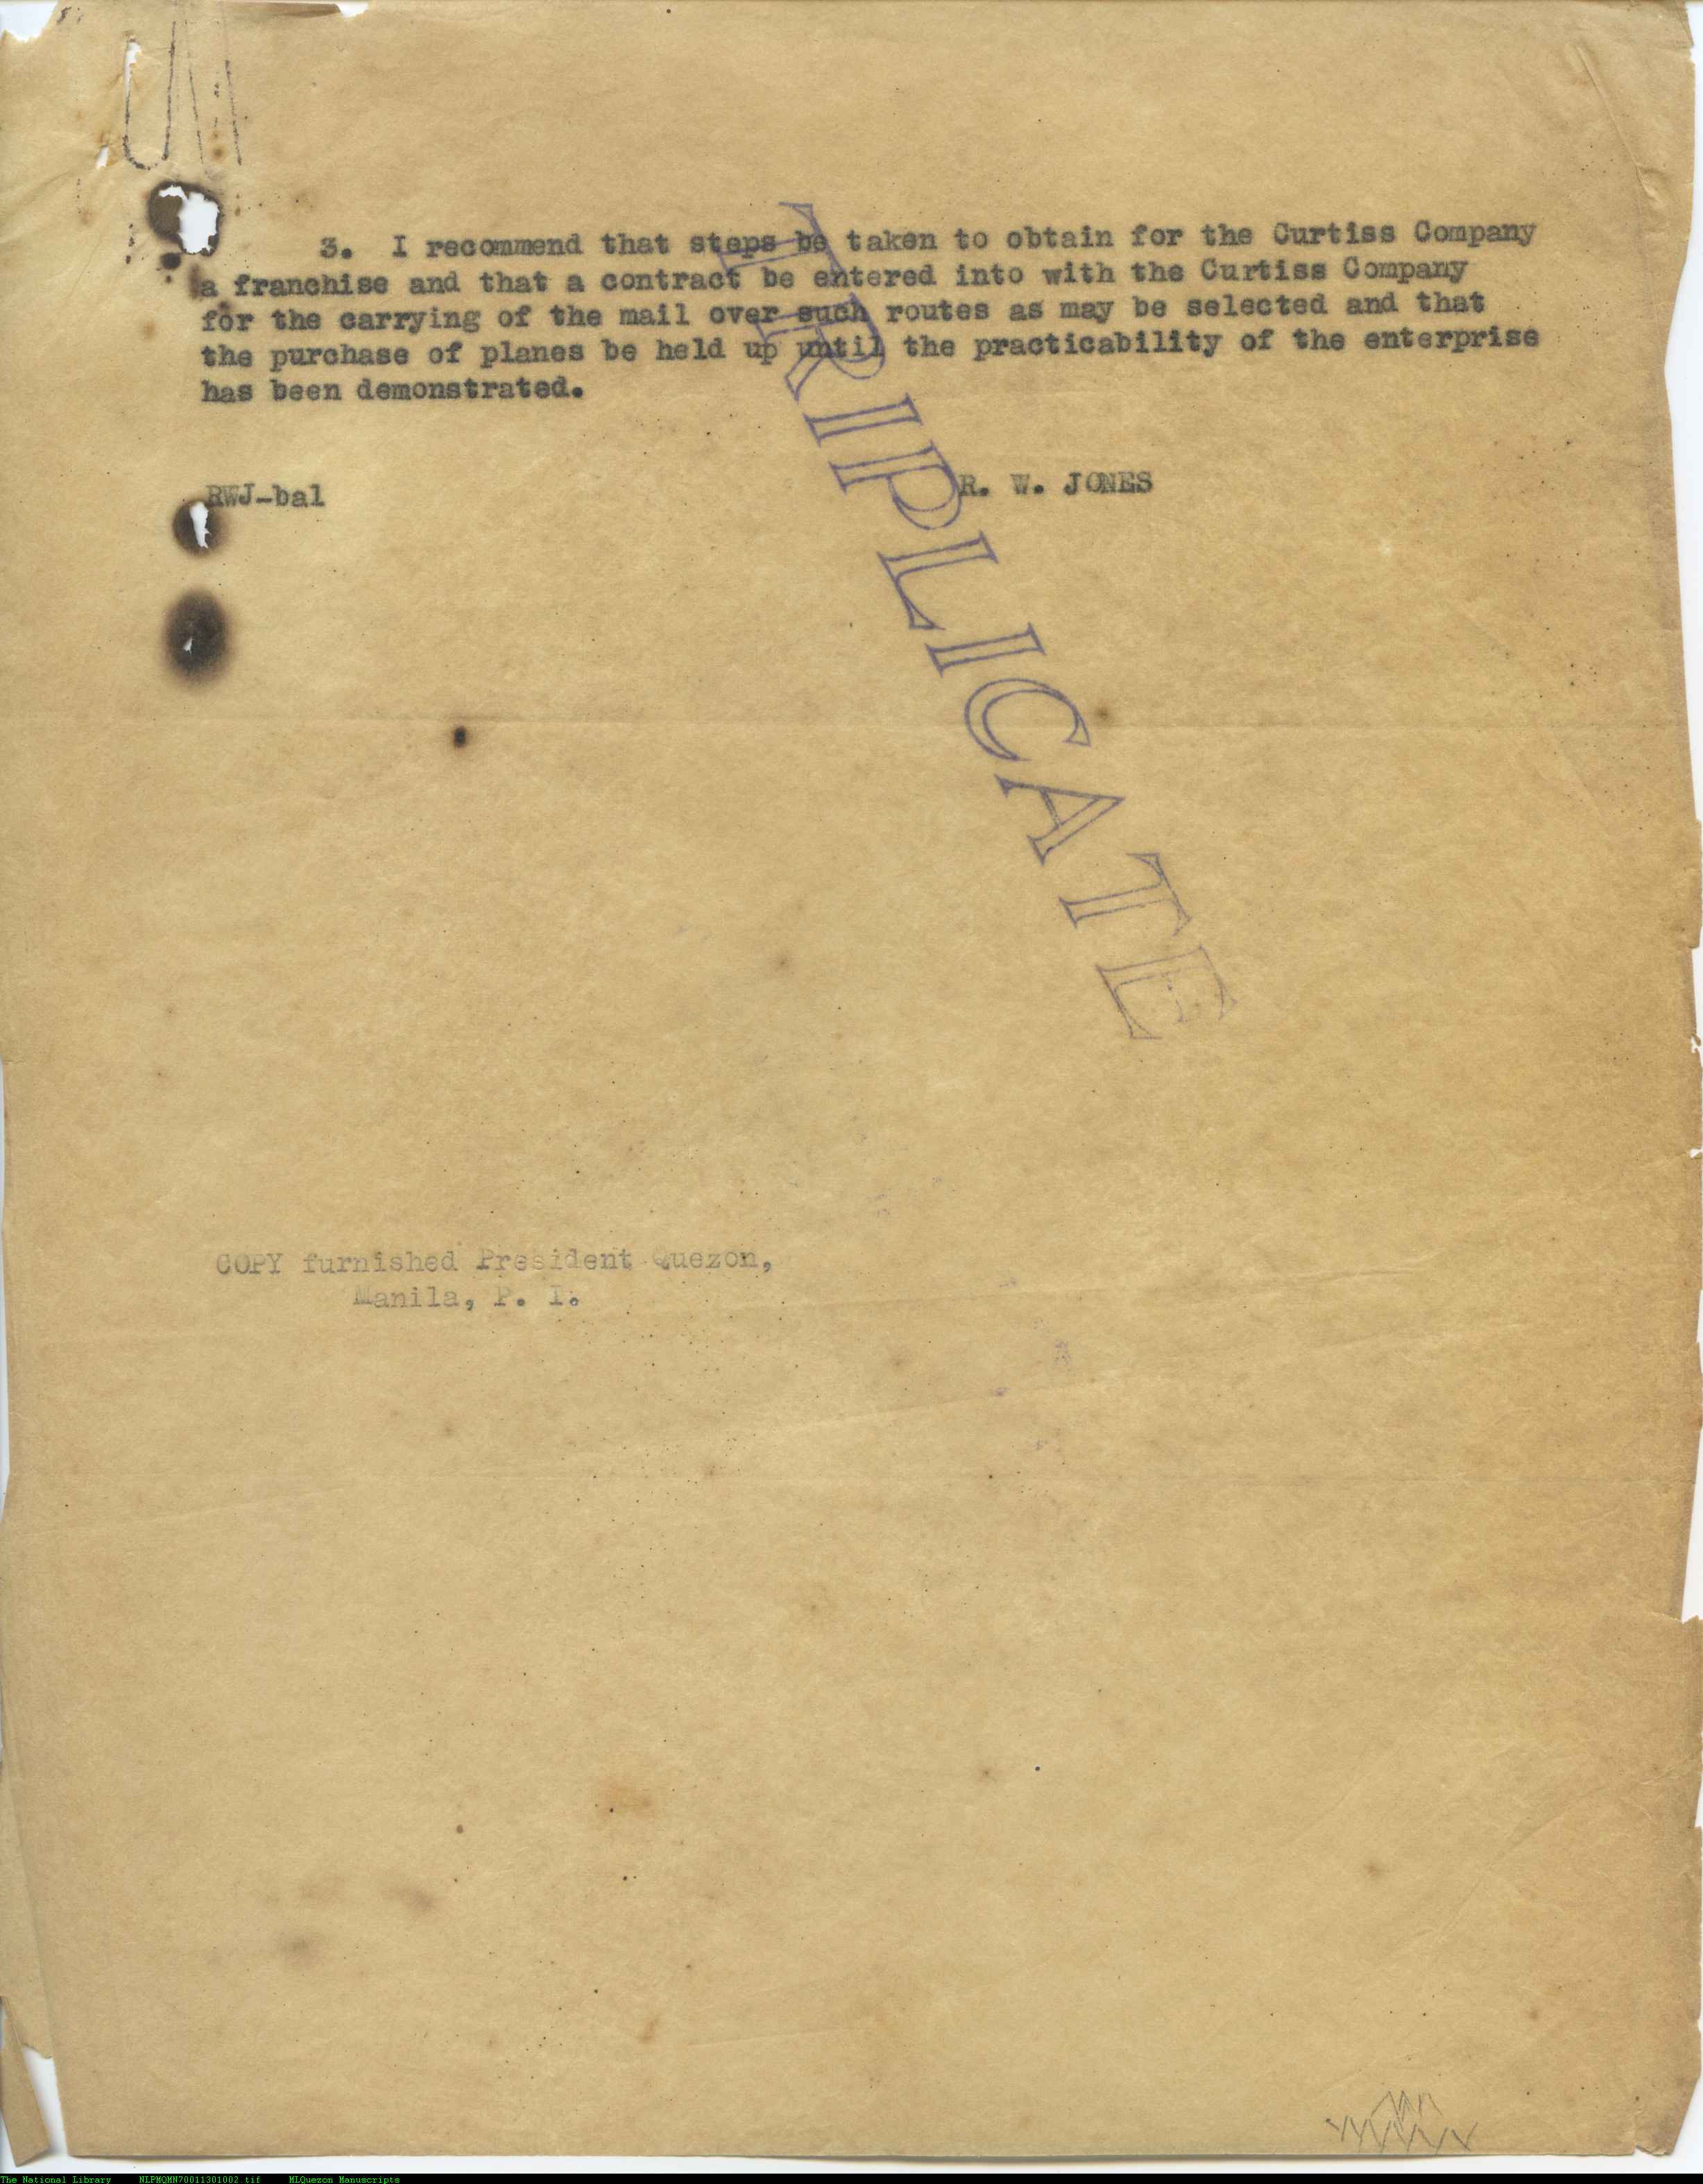 3. I recommend that steps be taken to obtain for the Curtiss Company
a franchise and that a contract be entered into with the Curtiss Company
for the carrying of the mail over such routes as may be selected and that
the purchase of planes be held up until the practicability of the enterprise
has been demonstrated.
RWJ-bal R. W. JONES
TRIPLICATE
COPY furnished President Quezon,
Manila, P. I.
The National Library NLPMQMN70011301002.tif MLQuezon Manuscripts